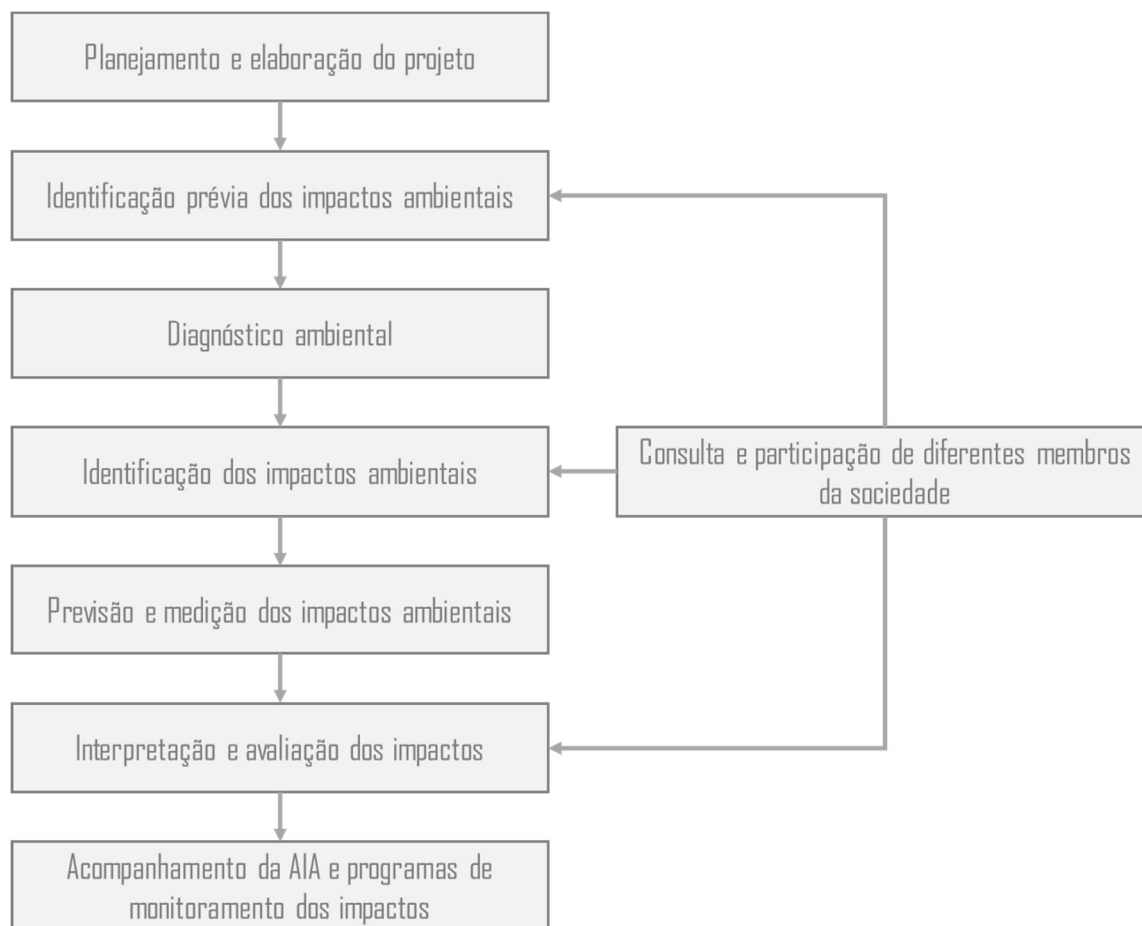 Planejamento e elaboração do projeto
Identificação prévia dos impactos ambientais
Diagnóstico ambiental
Identificação dos impactos ambientais
Consulta e participação de diferentes membros
da sociedade
Previsão e medição dos impactos ambientais
Interpretação e avaliação dos impactos
Acompanhamento da AIA e programas de
monitoramento dos impactos